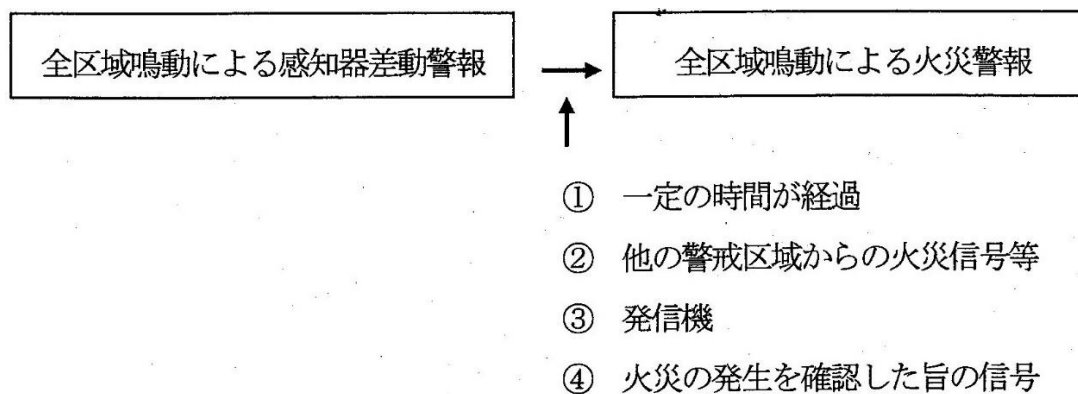 全区域鳴動による感知器差動警報
全区域鳴動による火災警報
① 一定の時間が経過
② 他の警戒区域からの火災信号等
③ 発信機
④ 火災の発生を確認した旨の信号